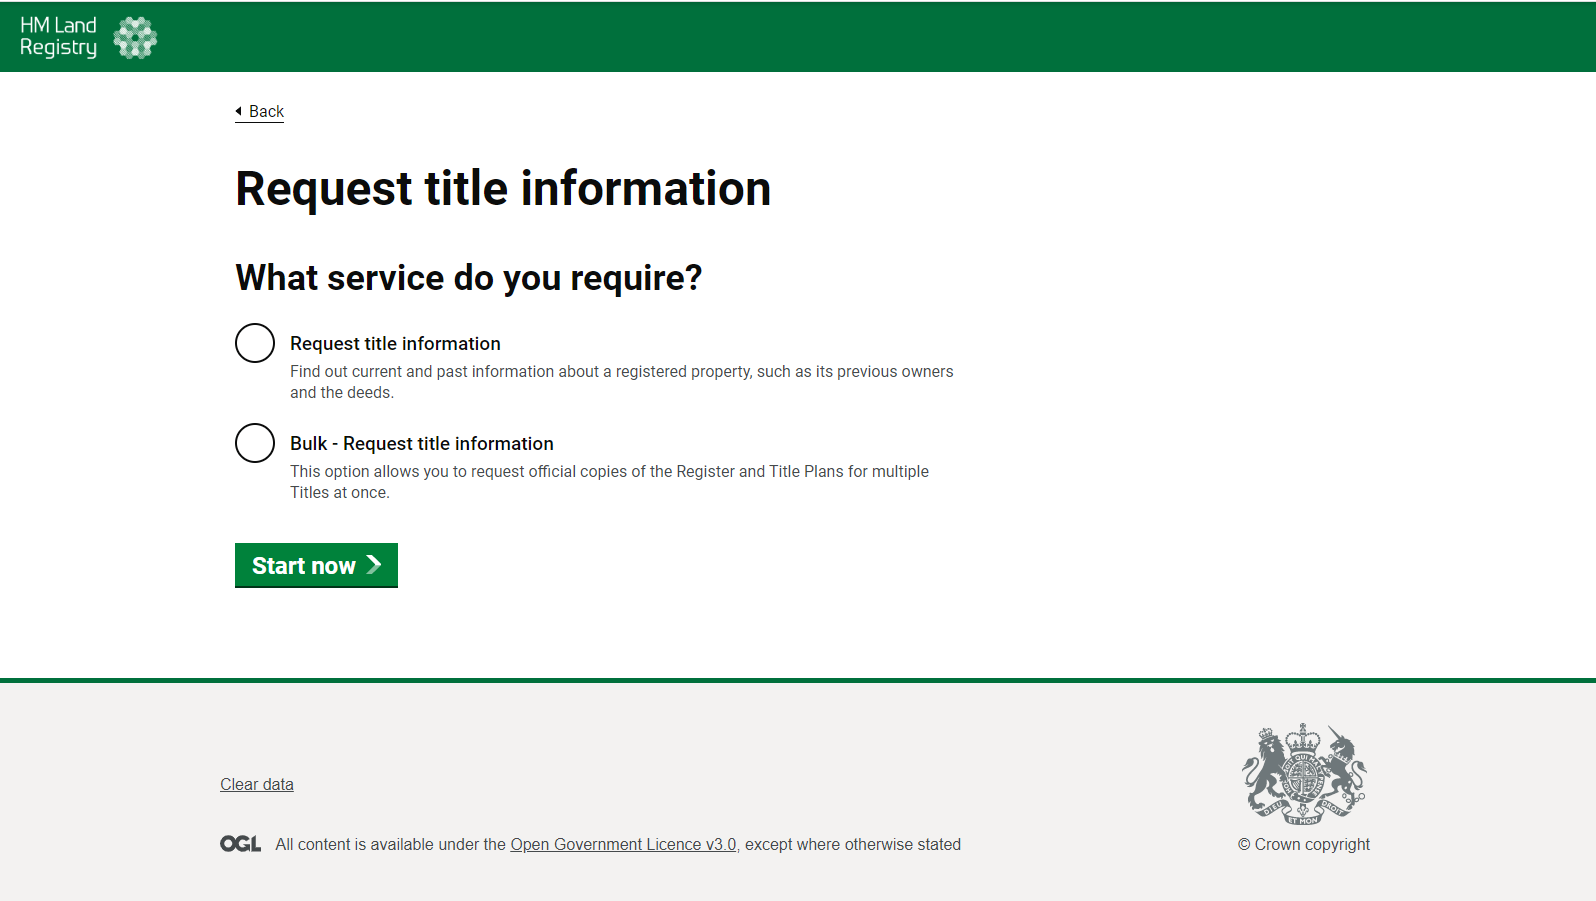 HM Land
Registry
Back
Request title information
What service do you require?
Request title information
Find out current and past information about a registered property, such as its previous owners
and the deeds.
Bulk - Request title information
This option allows you to request official copies of the Register and Title Plans for multiple
Titles at once.
Start now
Clear data
DIEU ET MON DROIT
OGL All content is available under the Open Government Licence v3.0, except where otherwise stated
© Crown copyright